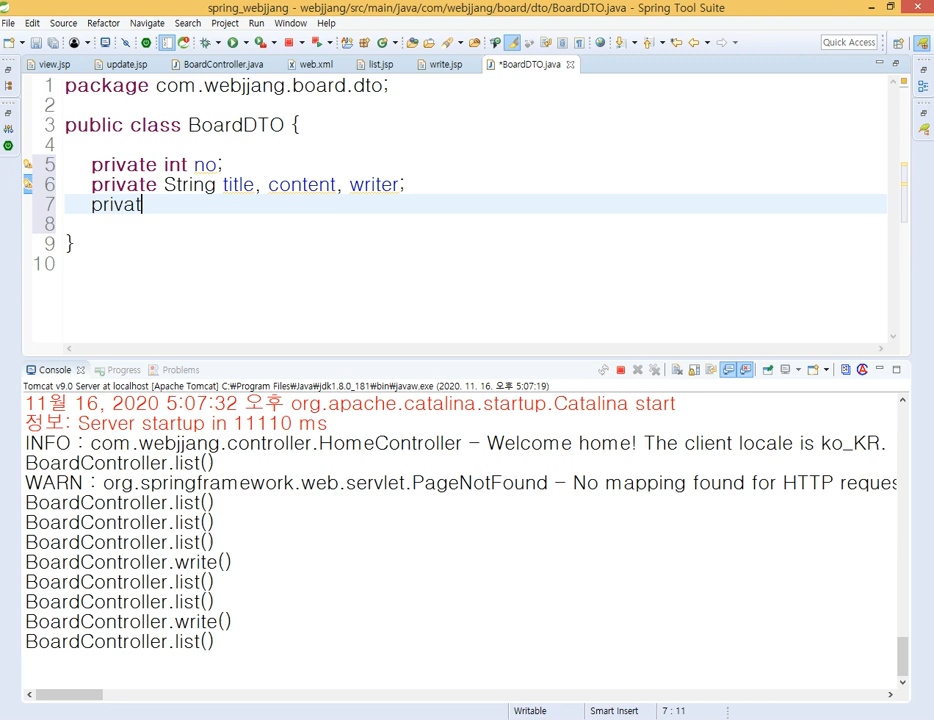 spring_webjjang - webjjang/src/main/java/com/webjjang/board/dto/BoardDTO.java - Spring Tool Suite
File Edit Source Refactor Navigate Search Project Run Window Help
Quick Access
view.jsp update.jsp BoardController.java web.xml list.jsp write.jsp *BoardDTO.java
1 package com.webjjang.board.dto;
2
3 public class BoardDTO {
4
5 private int no;
6 private String title, content, writer;
7 privat
8
9 }
10
Console Progress Problems
Tomcat v9.0 Server at localhost [Apache Tomcat] C:₩Program Files₩Java₩jdk1.8.0_181₩bin₩javaw.exe (2020. 11. 16. 오후 5:07:19)
11월 16, 2020 5:07:32 오후 org.apache.catalina.startup.Catalina start
정보: Server startup in 11110 ms
INFO : com.webjjang.controller.HomeController - Welcome home! The client locale is ko_KR.
BoardController.list()
WARN : org.springframework.web.servlet.PageNotFound - No mapping found for HTTP reques
BoardController.list()
BoardController.list()
BoardController.list()
BoardController.write()
BoardController.list()
BoardController.list()
BoardController.write()
BoardController.list()
Writable Smart Insert 7 : 11